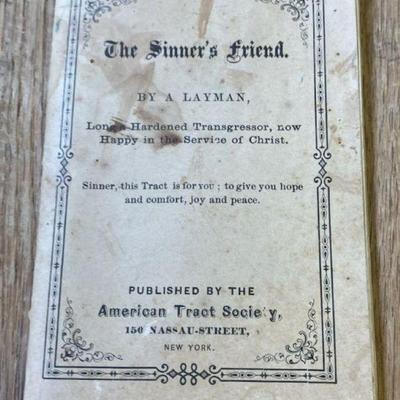 The Sinner's Friend.
BY A LAYMAN,
Long a Hardened Transgressor, now
Happy in the Service of Christ.
Sinner, this Tract is for you; to give you hope
and comfort, joy and peace.
PUBLISHED BY THE
American Tract Society,
150 NASSAU-STREET,
NEW YORK.